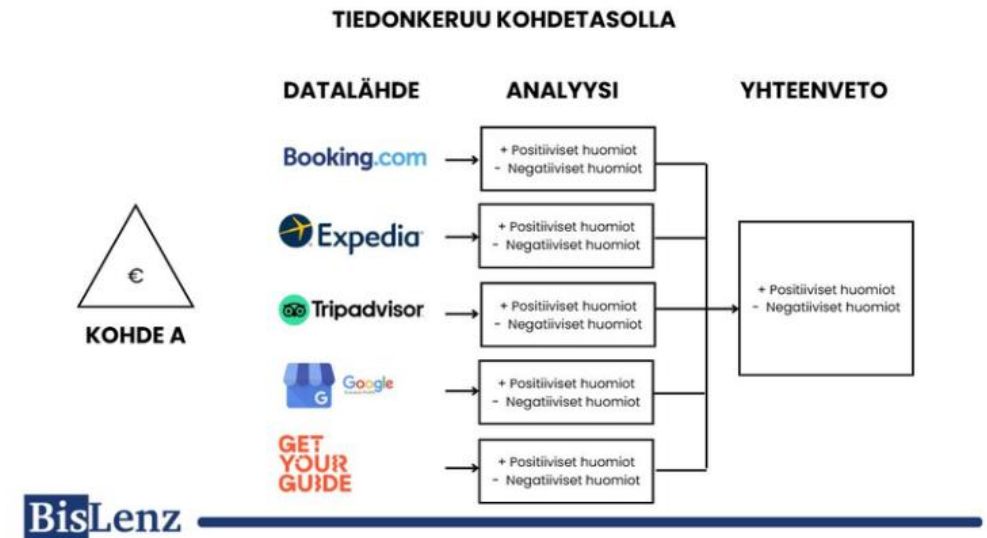 TIEDONKERUU KOHDETASOLLA
DATALÄHDE
ANALYYSI
YHTEENVETO
Booking.com
+ Positiiviset huomiot
- Negatiiviset huomiot
Expedia
+ Positiiviset huomiot
- Negatiiviset huomiot
€
KOHDE A
Tripadvisor
+ Positiiviset huomiot
- Negatiiviset huomiot
+ Positiiviset huomiot
- Negatiiviset huomiot
G
Google
+ Positiiviset huomiot
- Negatiiviset huomiot
GET
YOUR
GUIDE
+ Positiiviset huomiot
- Negatiiviset huomiot
BisLenz